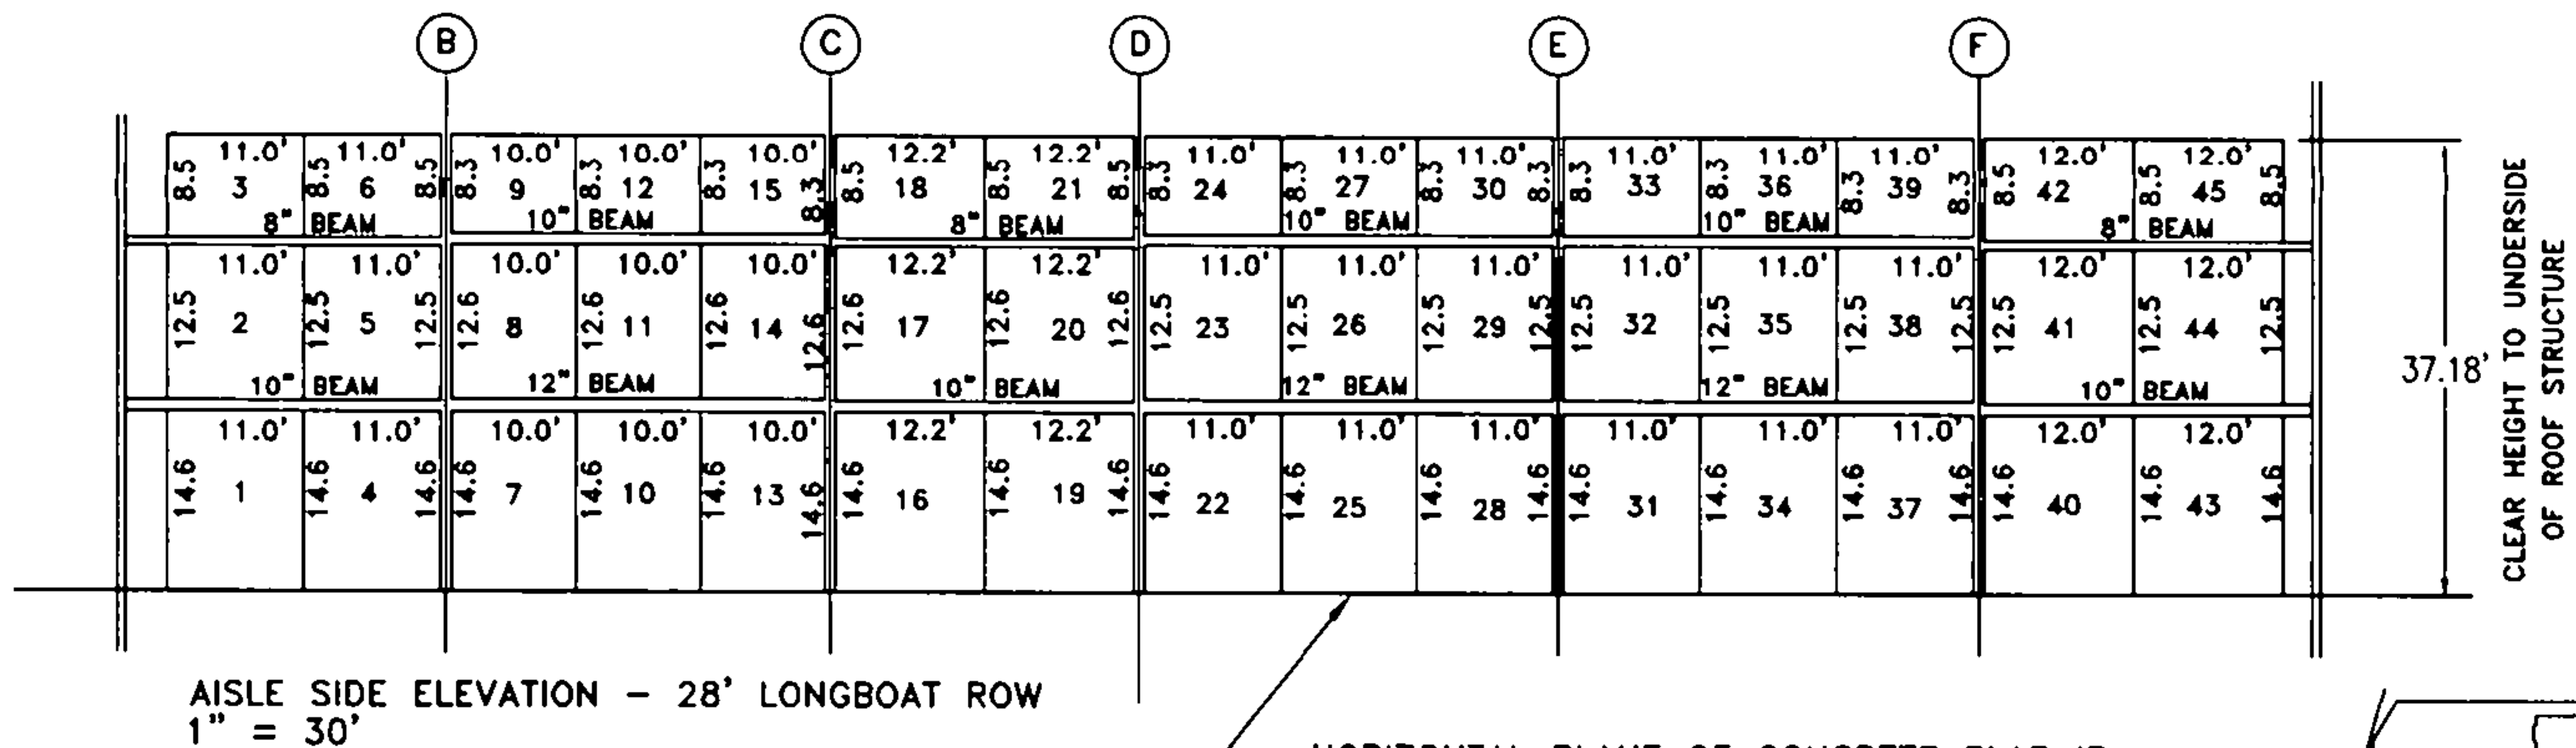 B C D E F
11.0' 11.0' 10.0' 10.0' 10.0' 12.2' 12.2' 11.0' 11.0' 11.0' 11.0' 11.0' 11.0' 12.0' 12.0'
8.5 3 8.5 6 8.5 8.3 9 8.3 12 8.3 15 8.3 8.5 18 8.5 21 8.5 8.3 24 8.3 27 8.3 30 8.3 8.3 33 8.3 36 8.3 39 8.3 8.5 42 8.5 45 8.5
8" BEAM 10" BEAM 8" BEAM 10" BEAM 10" BEAM 8" BEAM
11.0' 11.0' 10.0' 10.0' 10.0' 12.2' 12.2' 11.0' 11.0' 11.0' 11.0' 11.0' 11.0' 12.0' 12.0'
12.5 2 12.5 5 12.5 12.6 8 12.6 11 12.6 14 12.6 12.6 17 12.6 20 12.6 12.5 23 12.5 26 12.5 29 12.5 12.5 32 12.5 35 12.5 38 12.5 12.5 41 12.5 44 12.5
10" BEAM 12" BEAM 10" BEAM 12" BEAM 12" BEAM 10" BEAM
11.0' 11.0' 10.0' 10.0' 10.0' 12.2' 12.2' 11.0' 11.0' 11.0' 11.0' 11.0' 11.0' 12.0' 12.0'
14.6 1 14.6 4 14.6 14.6 7 14.6 10 14.6 13 14.6 14.6 16 14.6 19 14.6 14.6 22 14.6 25 14.6 28 14.6 14.6 31 14.6 34 14.6 37 14.6 14.6 40 14.6 43 14.6
37.18'
CLEAR HEIGHT TO UNDERSIDE
OF ROOF STRUCTURE
AISLE SIDE ELEVATION - 28' LONGBOAT ROW
1" = 30'